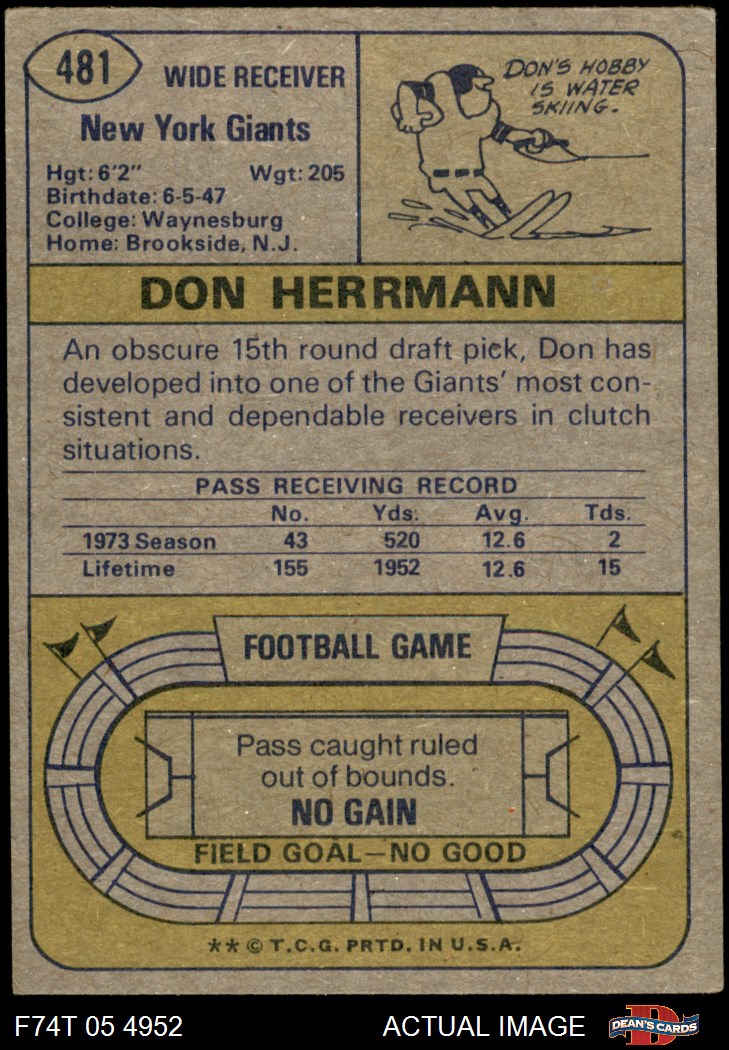 481
WIDE RECEIVER
New York Giants
Hgt: 6'2" Wgt: 205
Birthdate: 6-5-47
College: Waynesburg
Home: Brookside, N.J.
DON'S HOBBY
IS WATER
SKIING.
DON HERRMANN
An obscure 15th round draft pick, Don has
developed into one of the Giants' most con-
sistent and dependable receivers in clutch
situations.
PASS RECEIVING RECORD
No. Yds. Avg. Tds.
1973 Season 43 520 12.6 2
Lifetime 155 1952 12.6 15
FOOTBALL GAME
Pass caught ruled
out of bounds.
NO GAIN
FIELD GOAL—NO GOOD
** © T.C.G. PRTD. IN U.S.A.
F74T 05 4952 ACTUAL IMAGE
D
DEAN'S CARDS